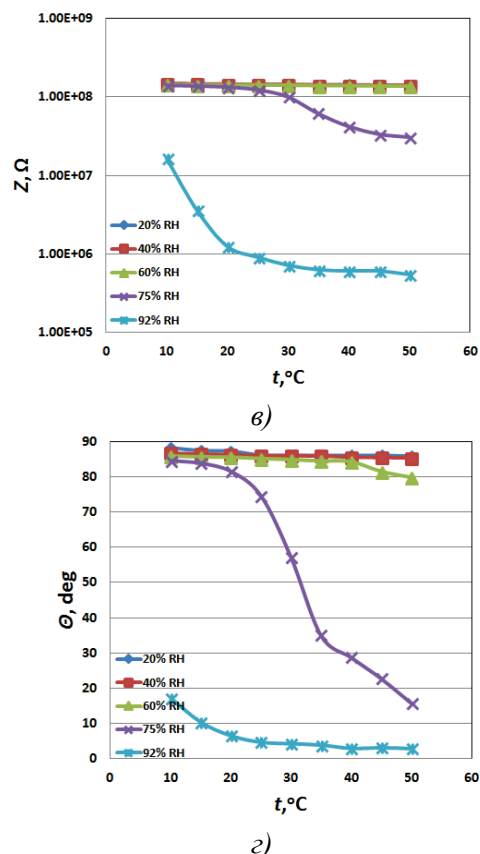 1.00E+09
1.00E+08
1.00E+07
1.00E+06
1.00E+05
Z, Ω
20% RH
40% RH
60% RH
75% RH
92% RH
0 10 20 30 40 50 60
t,°C
в)
90
80
70
60
50
40
30
20
10
0
Θ, deg
20% RH
40% RH
60% RH
75% RH
92% RH
0 10 20 30 40 50 60
t,°C
г)